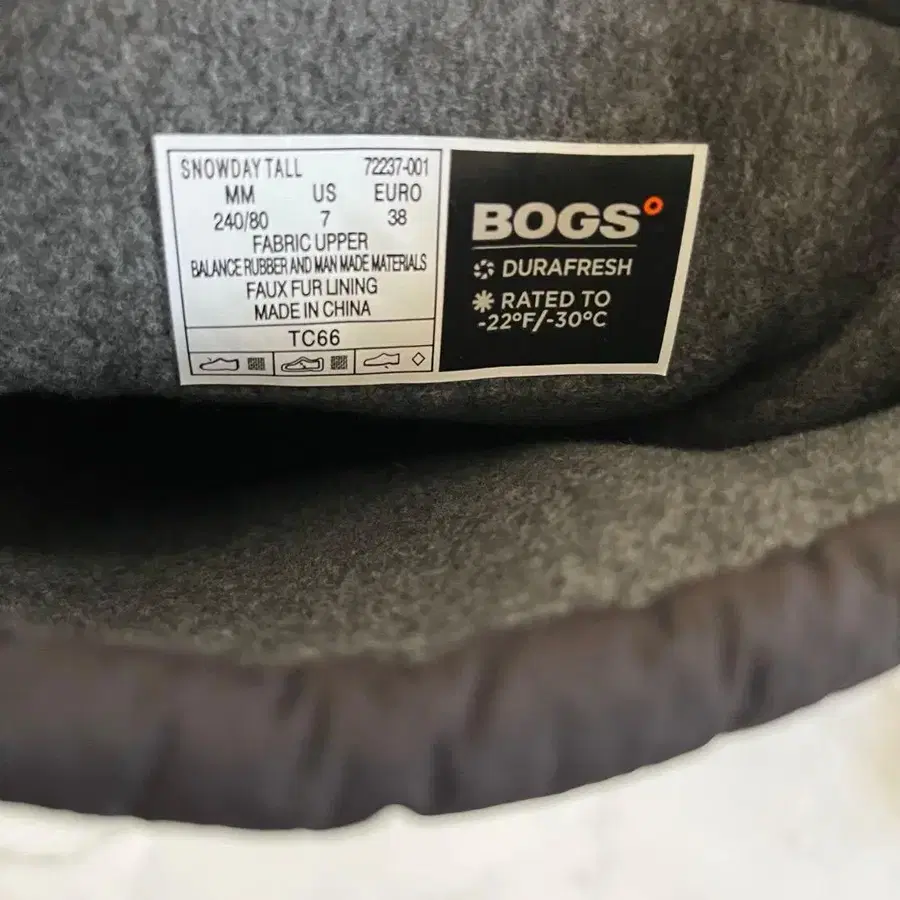 SNOWDAY TALL 72237-001
MM US EURO
240/80 7 38
FABRIC UPPER
BALANCE RUBBER AND MAN MADE MATERIALS
FAUX FUR LINING
MADE IN CHINA
TC66
BOGS
DURAFRESH
RATED TO
-22°F/-30°C